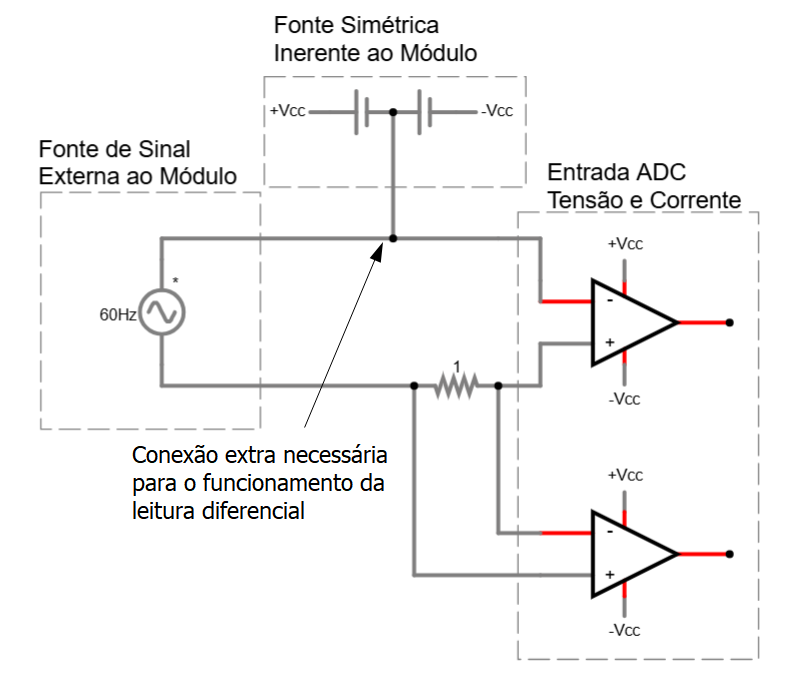 Fonte Simétrica
Inerente ao Módulo
+Vcc
-Vcc
Fonte de Sinal
Externa ao Módulo
Entrada ADC
Tensão e Corrente
+Vcc
*
60Hz
-
+
1
-Vcc
Conexão extra necessária
para o funcionamento da
leitura diferencial
+Vcc
-
+
-Vcc